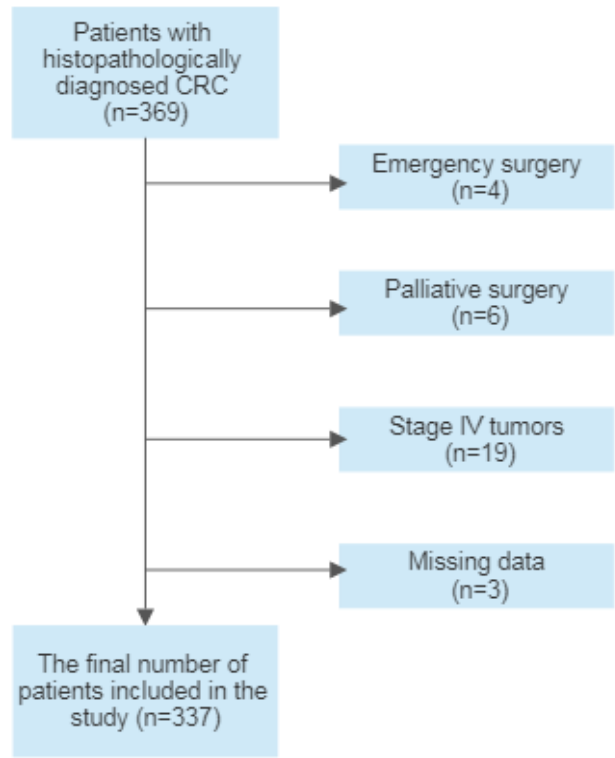 Patients with
histopathologically
diagnosed CRC
(n=369)
Emergency surgery
(n=4)
Palliative surgery
(n=6)
Stage IV tumors
(n=19)
Missing data
(n=3)
The final number of
patients included in the
study (n=337)